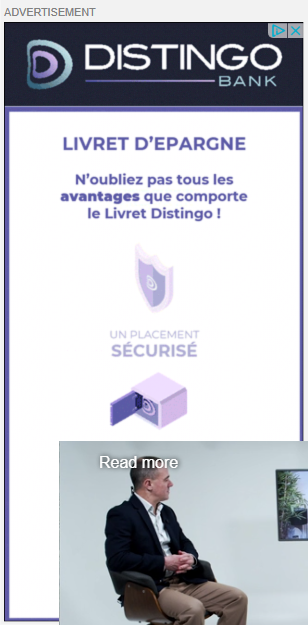 ADVERTISEMENT
DISTINGO
BANK
LIVRET D'EPARGNE
N'oubliez pas tous les
avantages que comporte
le Livret Distingo !
UN PLACEMENT
SÉCURISÉ
Read more